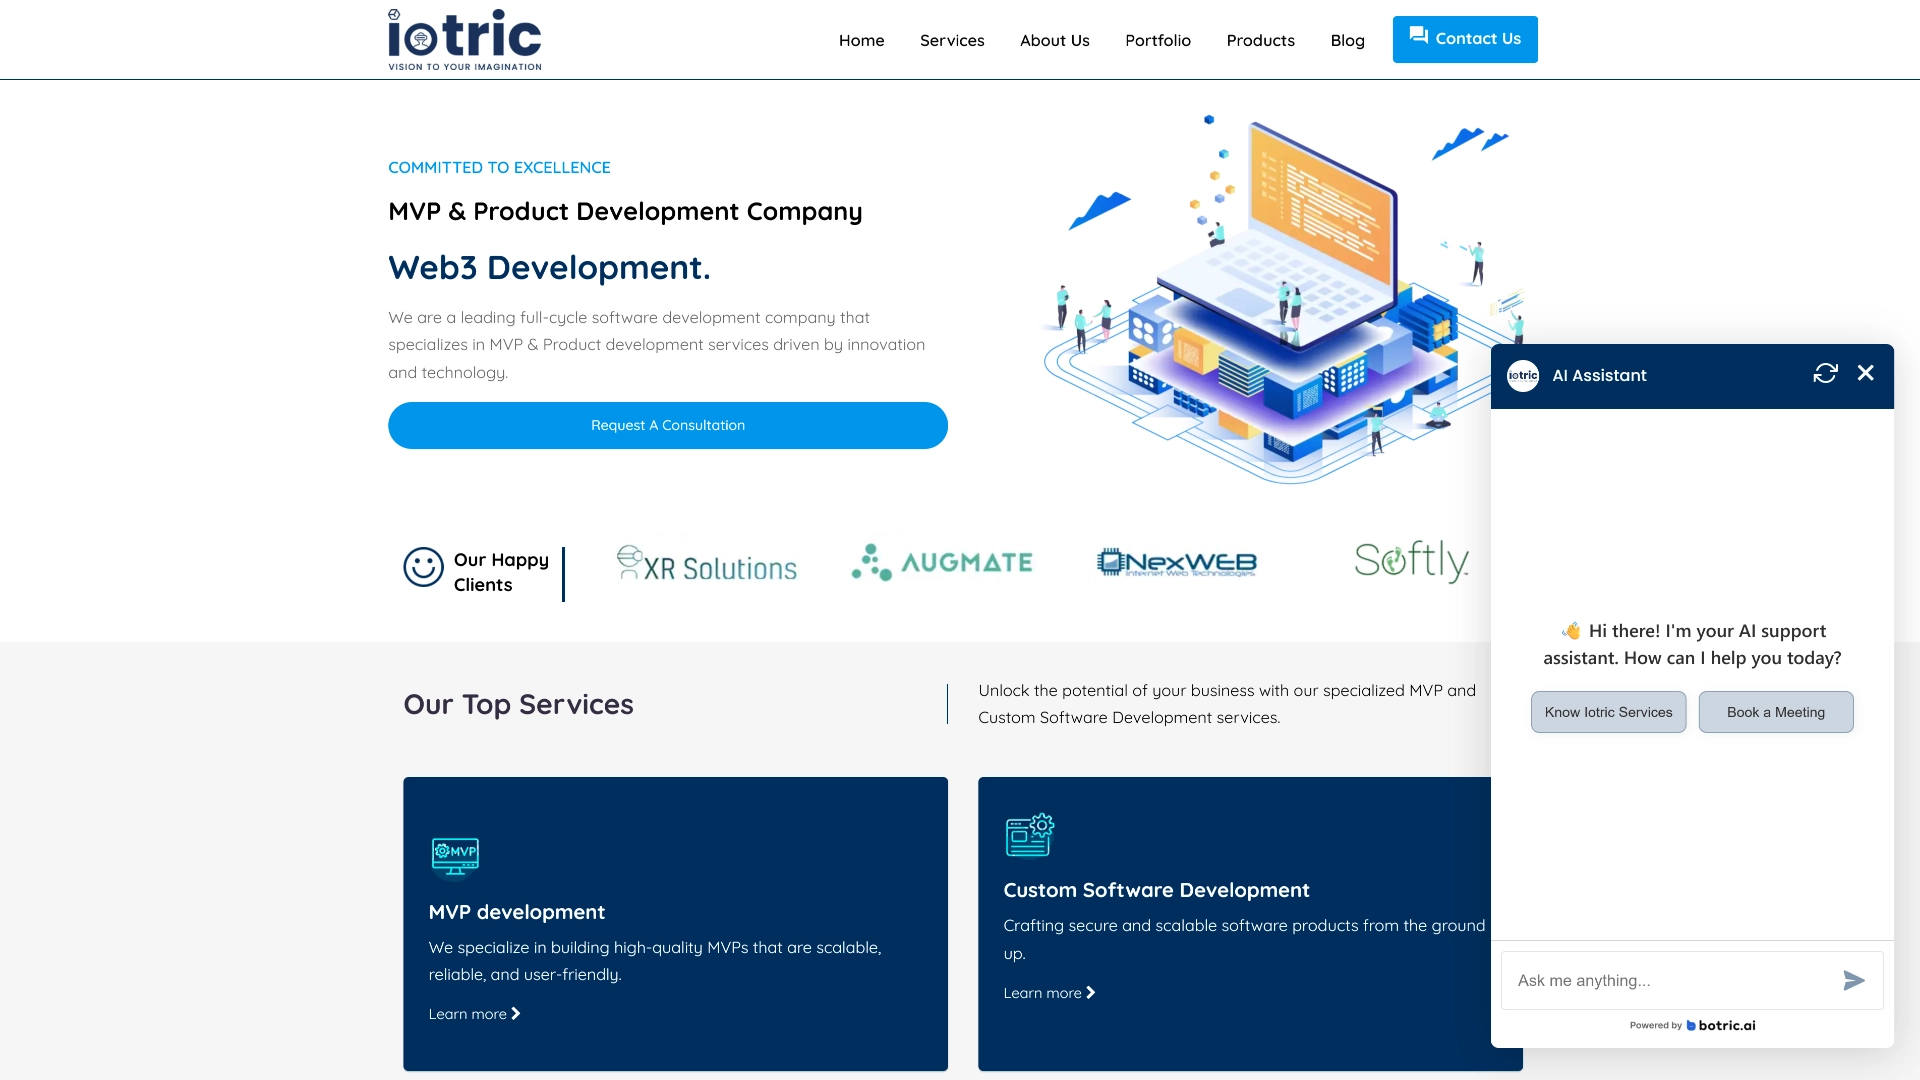 iotric
VISION TO YOUR IMAGINATION
Home
Services
About Us
Portfolio
Products
Blog
Contact Us
COMMITTED TO EXCELLENCE
MVP & Product Development Company
Web3 Development.
We are a leading full-cycle software development company that
specializes in MVP & Product development services driven by innovation
and technology.
Request A Consultation
Our Happy
Clients
XR Solutions
AUGMATE
NexWEB
Internet Web Technologies
Softly
Our Top Services
Unlock the potential of your business with our specialized MVP and
Custom Software Development services.
MVP
MVP development
We specialize in building high-quality MVPs that are scalable,
reliable, and user-friendly.
Learn more
Custom Software Development
Crafting secure and scalable software products from the ground
up.
Learn more
iotric
AI Assistant
👋 Hi there! I'm your AI support
assistant. How can I help you today?
Know Iotric Services
Book a Meeting
Ask me anything...
Powered by botric.ai